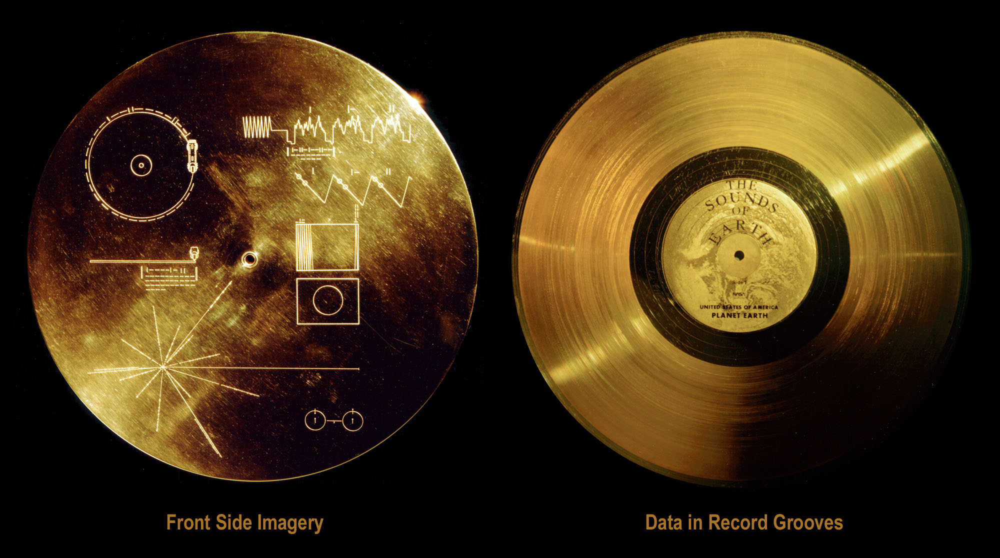 THE
SOUNDS
OF
EARTH
Side 1
NASA
UNITED STATES OF AMERICA
PLANET EARTH
Front Side Imagery
Data in Record Grooves